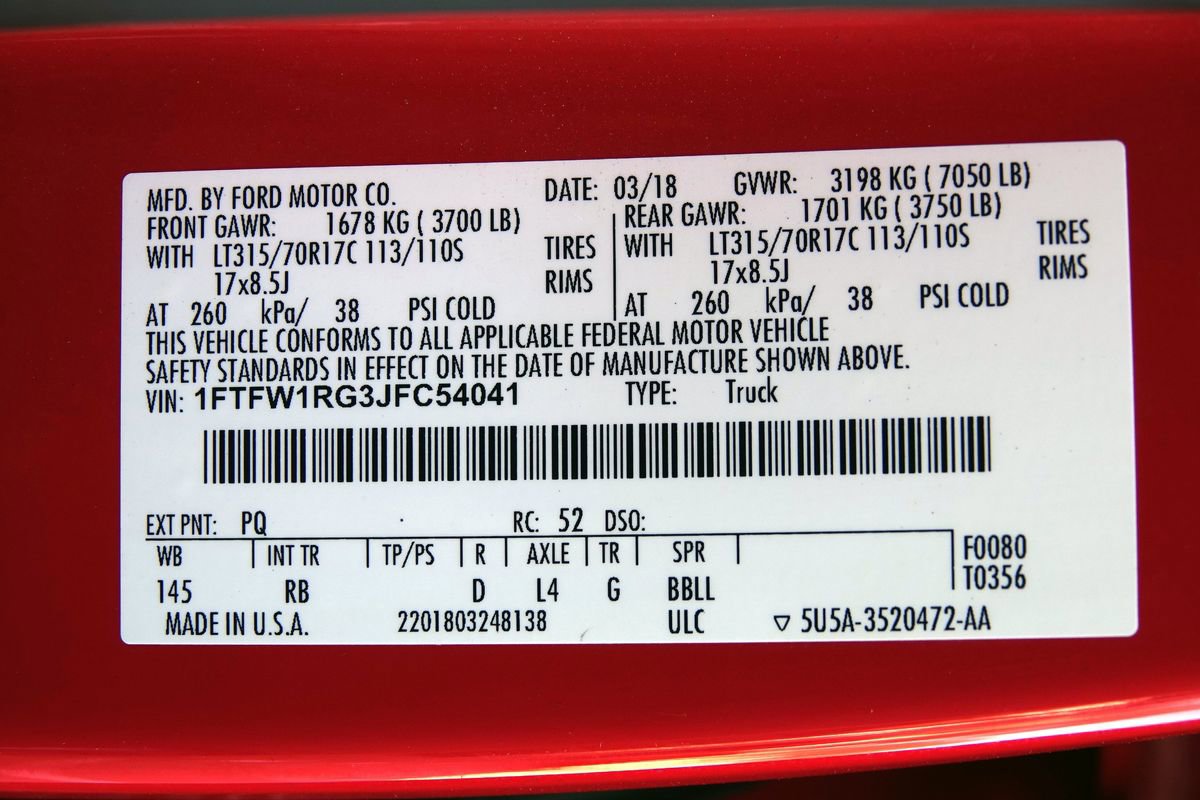 MFD. BY FORD MOTOR CO. DATE: 03/18 GVWR: 3198 KG ( 7050 LB)
FRONT GAWR: 1678 KG ( 3700 LB) REAR GAWR: 1701 KG ( 3750 LB)
WITH LT315/70R17C 113/110S TIRES WITH LT315/70R17C 113/110S TIRES
17x8.5J RIMS 17x8.5J RIMS
AT 260 kPa/ 38 PSI COLD AT 260 kPa/ 38 PSI COLD
THIS VEHICLE CONFORMS TO ALL APPLICABLE FEDERAL MOTOR VEHICLE
SAFETY STANDARDS IN EFFECT ON THE DATE OF MANUFACTURE SHOWN ABOVE.
VIN: 1FTFW1RG3JFC54041 TYPE: Truck
EXT PNT: PQ RC: 52 DSO:
WB INT TR TP/PS R AXLE TR SPR F0080
145 RB D L4 G BBLL T0356
MADE IN U.S.A. 2201803248138 ULC ▽ 5U5A-3520472-AA